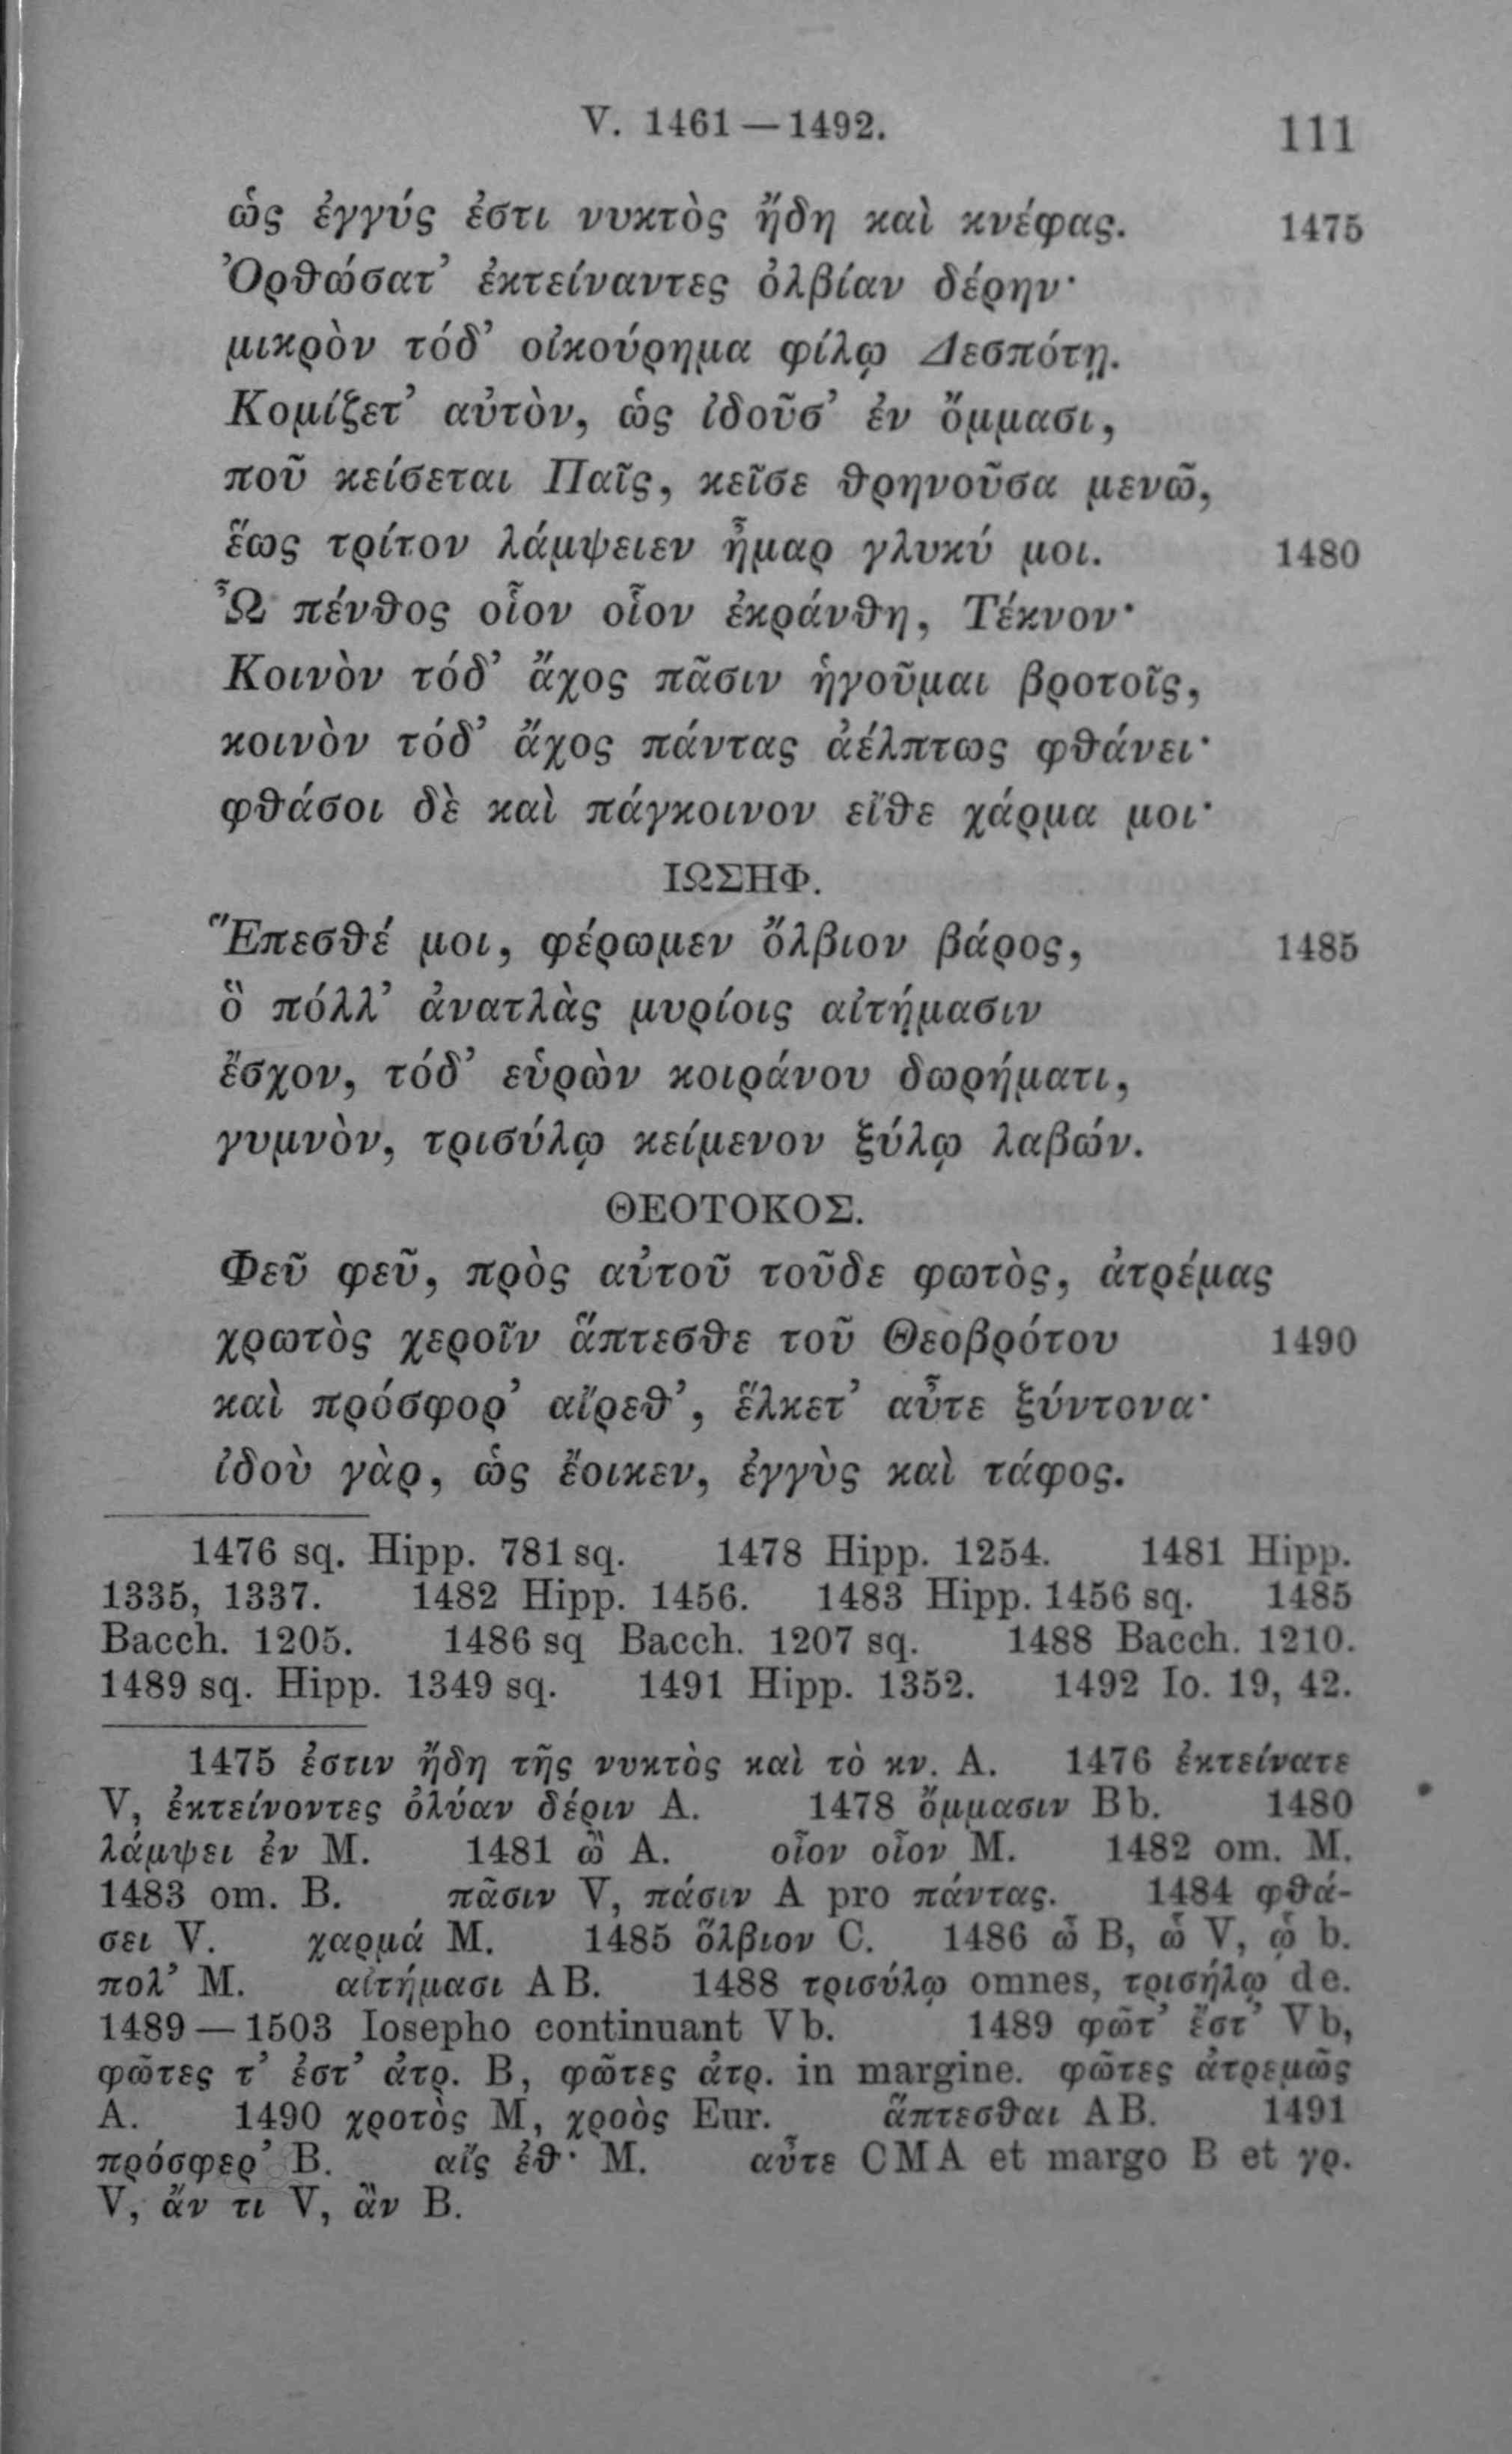 V. 1461—1492. 111
ὡς ἐγγύς ἐστι νυκτὸς ἤδη καὶ κνέφας. 1475
Ὀρθώσατ' ἐκτείναντες ὀλβίαν δέρην·
μικρὸν τόδ' οἰκούρημα φίλῳ Δεσπότῃ.
Κομίζετ' αὐτὸν, ὡς ἰδοῦσ' ἐν ὄμμασι,
ποῦ κείσεται Παῖς, κεῖσε θρηνοῦσα μενῶ,
ἕως τρίτον λάμψειεν ἦμαρ γλυκύ μοι. 1480
Ὦ πένθος οἷον οἷον ἐκράνθη, Τέκνον·
Κοινὸν τόδ' ἄχος πᾶσιν ἡγοῦμαι βροτοῖς,
κοινὸν τόδ' ἄχος πάντας ἀέλπτως φθάνει·
φθάσοι δὲ καὶ πάγκοινον εἴθε χάρμα μοι·
ΙΩΣΗΦ.
Ἕπεσθέ μοι, φέρωμεν ὄλβιον βάρος, 1485
ὃ πόλλ' ἀνατλὰς μυρίοις αἰτήμασιν
ἔσχον, τόδ' εὑρὼν κοιράνου δωρήματι,
γυμνὸν, τρισύλῳ κείμενον ξύλῳ λαβών.
ΘΕΟΤΟΚΟΣ.
Φεῦ φεῦ, πρὸς αὐτοῦ τοῦδε φωτὸς, ἀτρέμας
χρωτὸς χεροῖν ἅπτεσθε τοῦ Θεοβρότου 1490
καὶ πρόσφορ' αἴρεθ', ἕλκετ' αὖτε ξύντονα·
ἰδοὺ γὰρ, ὡς ἔοικεν, ἐγγὺς καὶ τάφος.
1476 sq. Hipp. 781 sq. 1478 Hipp. 1254. 1481 Hipp.
1335, 1337. 1482 Hipp. 1456. 1483 Hipp. 1456 sq. 1485
Bacch. 1205. 1486 sq Bacch. 1207 sq. 1488 Bacch. 1210.
1489 sq. Hipp. 1349 sq. 1491 Hipp. 1352. 1492 Io. 19, 42.
1475 ἐστιν ἤδη τῆς νυκτὸς καὶ τὸ κν. A. 1476 ἐκτείνατε
V, ἐκτείνοντες ὀλύαν δέριν A. 1478 ὄμμασιν Bb. 1480
λάμψει ἐν M. 1481 ὢ A. οἷον οἷον M. 1482 om. M.
1483 om. B. πᾶσιν V, πάσιν A pro πάντας. 1484 φθά-
σει V. χαρμά M. 1485 ὄλβιον C. 1486 ὦ B, ὦ V, ᾧ b.
πολ' M. αἰτήμασι AB. 1488 τρισύλῳ omnes, τρισήλῳ de.
1489—1503 Iosepho continuant Vb. 1489 φῶτ' ἔστ' Vb,
φῶτες τ' ἐστ' ἀτρ. B, φῶτες ἀτρ. in margine. φῶτες ἀτρεμῶς
A. 1490 χροτὸς M, χροὸς Eur. ἅπτεσθαι AB. 1491
πρόσφερ' B. αἴς ἐθ· M. αὖτε CMA et margo B et γρ.
V, ἄν τι V, ἂν B.